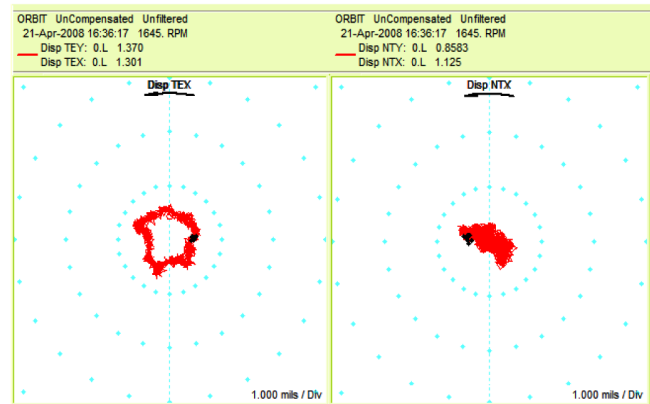 ORBIT UnCompensated Unfiltered
21-Apr-2008 16:36:17 1645. RPM
Disp TEY: 0.L 1.370
Disp TEX: 0.L 1.301
ORBIT UnCompensated Unfiltered
21-Apr-2008 16:36:17 1645. RPM
Disp NTY: 0.L 0.8583
Disp NTX: 0.L 1.125
Disp TEX
1.000 mils / Div
Disp NTX
1.000 mils / Div